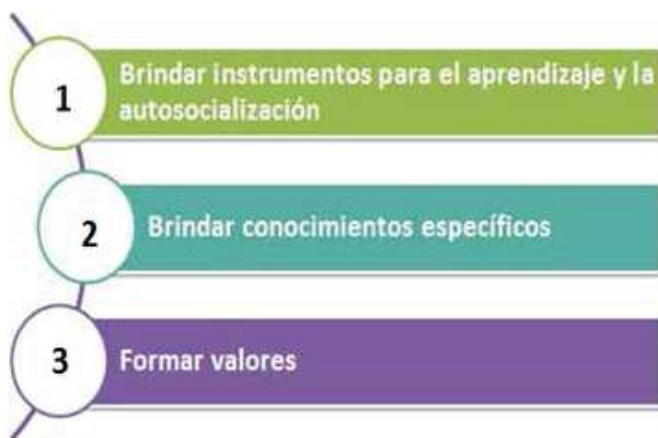 1
Brindar instrumentos para el aprendizaje y la
autosocialización
2
Brindar conocimientos específicos
3
Formar valores